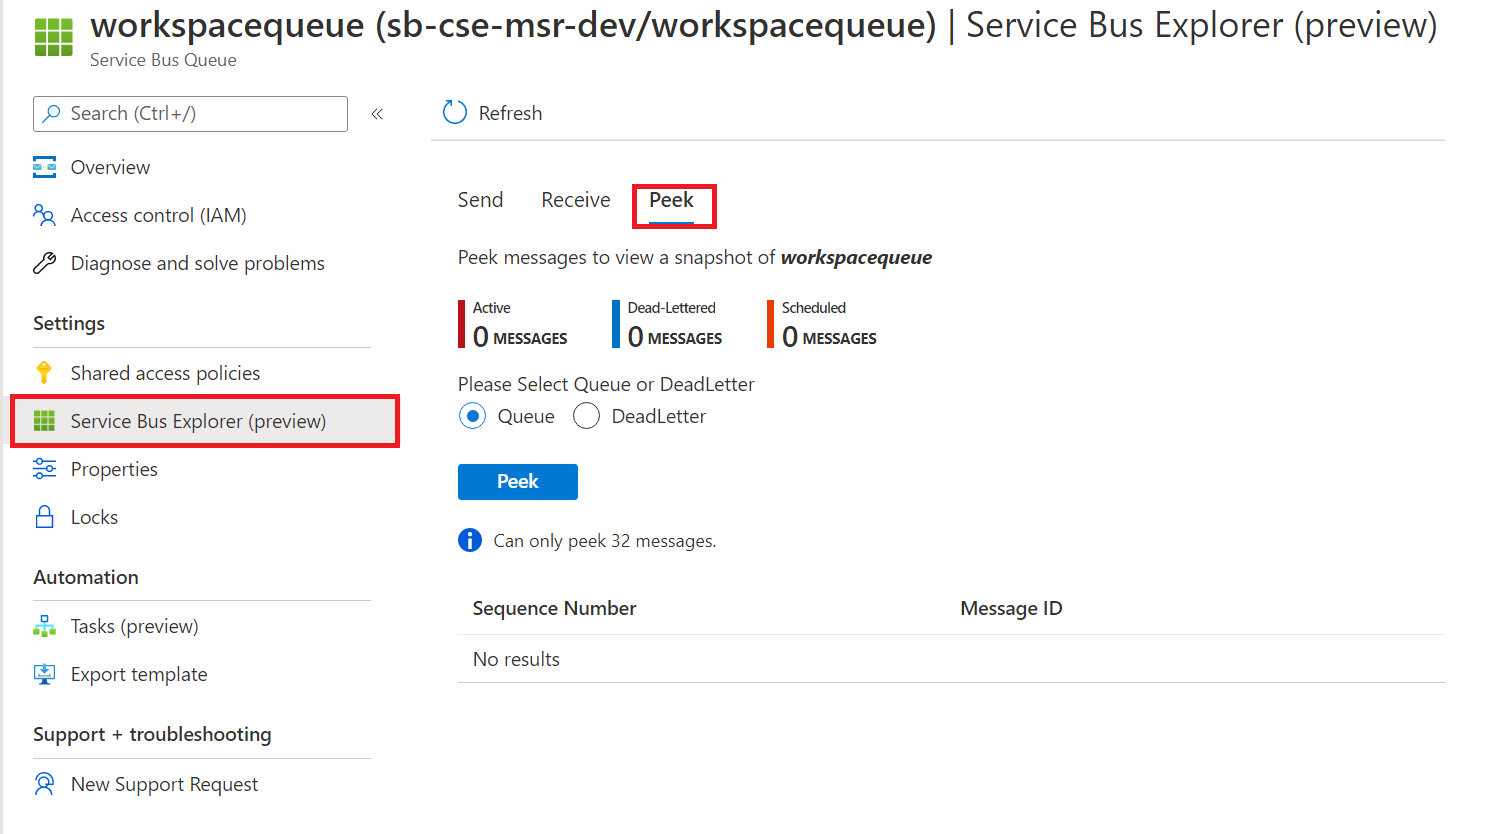 workspacequeue (sb-cse-msr-dev/workspacequeue) | Service Bus Explorer (preview)
Service Bus Queue
Search (Ctrl+/)
«
Overview
Access control (IAM)
Diagnose and solve problems
Settings
Shared access policies
Service Bus Explorer (preview)
Properties
Locks
Automation
Tasks (preview)
Export template
Support + troubleshooting
New Support Request
Refresh
Send Receive Peek
Peek messages to view a snapshot of workspacequeue
Active Dead-Lettered Scheduled
0 MESSAGES 0 MESSAGES 0 MESSAGES
Please Select Queue or DeadLetter
Queue DeadLetter
Peek
Can only peek 32 messages.
Sequence Number Message ID
No results